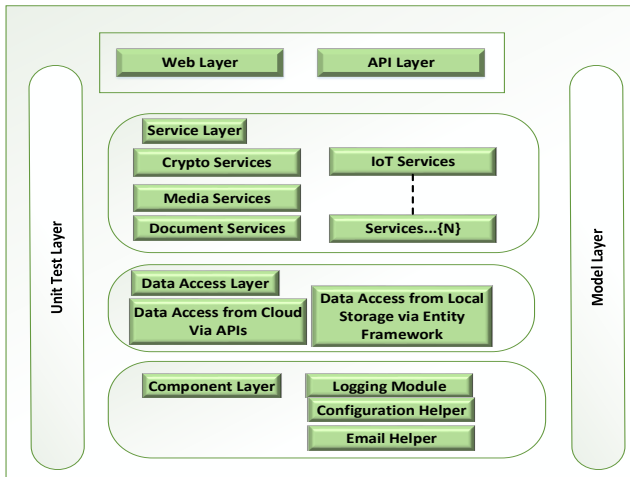 Web Layer
API Layer
Service Layer
Crypto Services
IoT Services
Media Services
Document Services
Services...{N}
Data Access Layer
Data Access from Cloud
Via APIs
Data Access from Local
Storage via Entity
Framework
Component Layer
Logging Module
Configuration Helper
Email Helper
Unit Test Layer
Model Layer